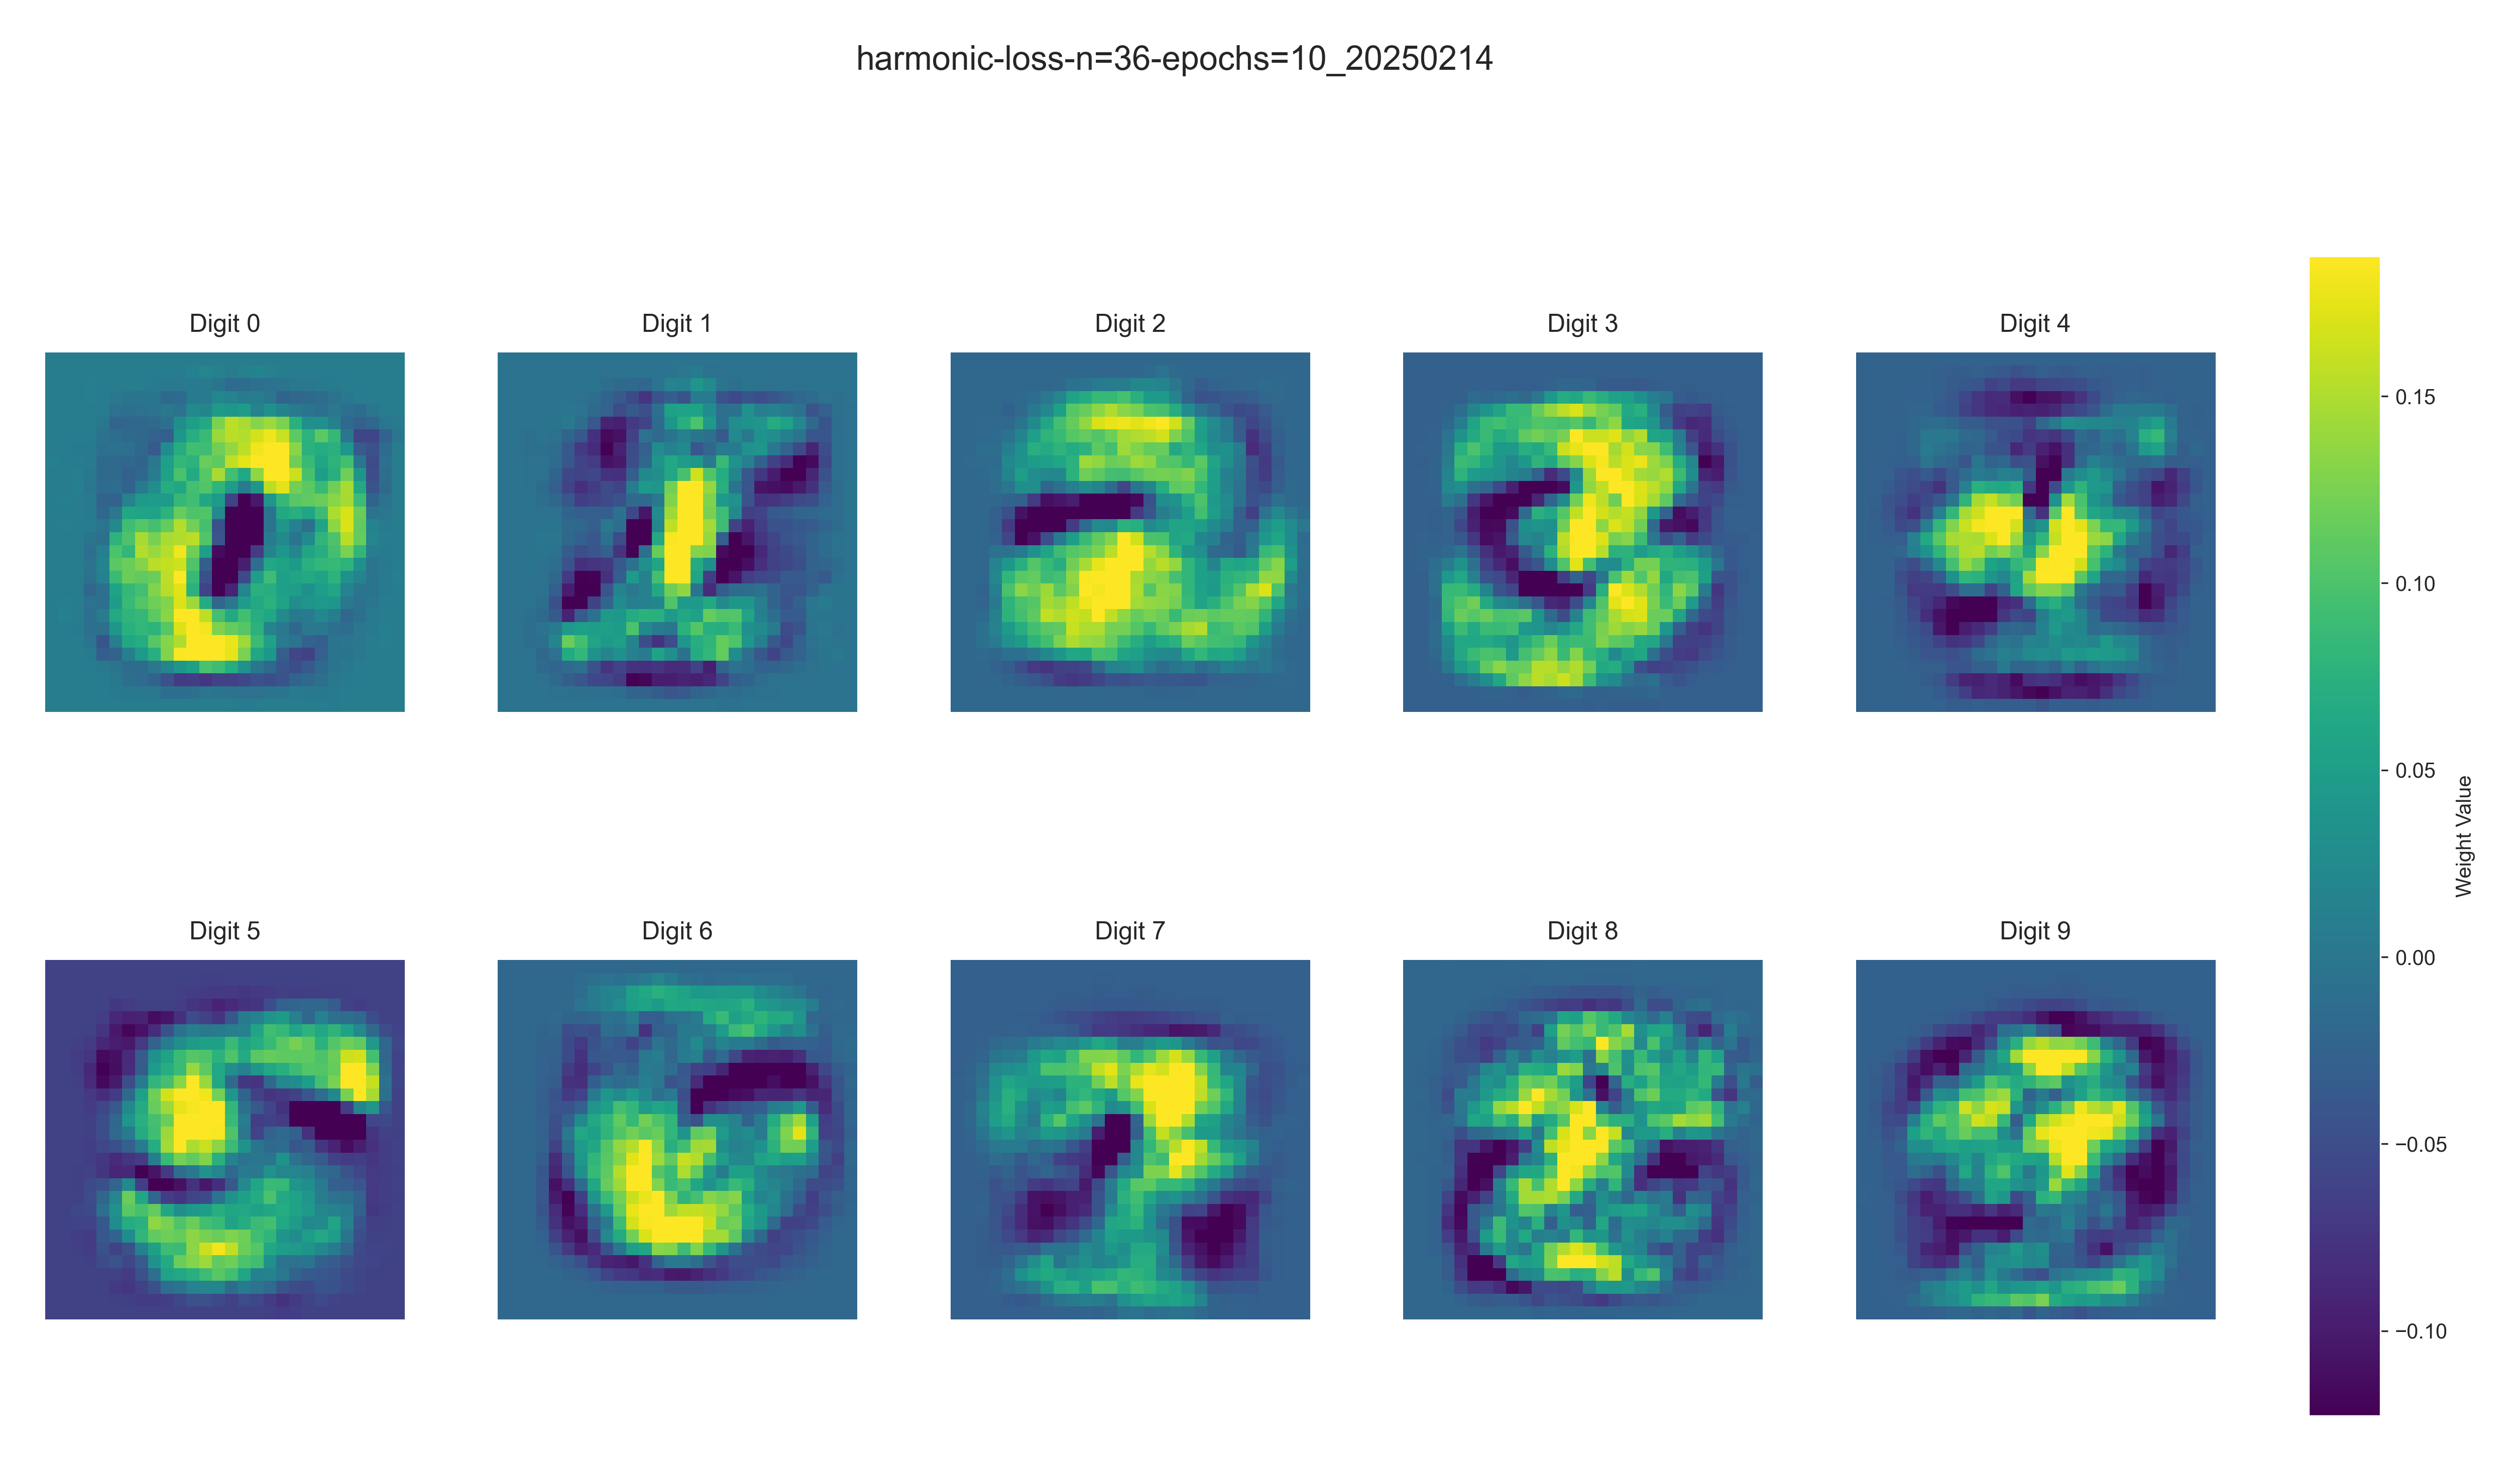 harmonic-loss-n=36-epochs=10_20250214
Digit 0
Digit 1
Digit 2
Digit 3
Digit 4
Digit 5
Digit 6
Digit 7
Digit 8
Digit 9
0.15
0.10
0.05
0.00
−0.05
−0.10
Weight Value